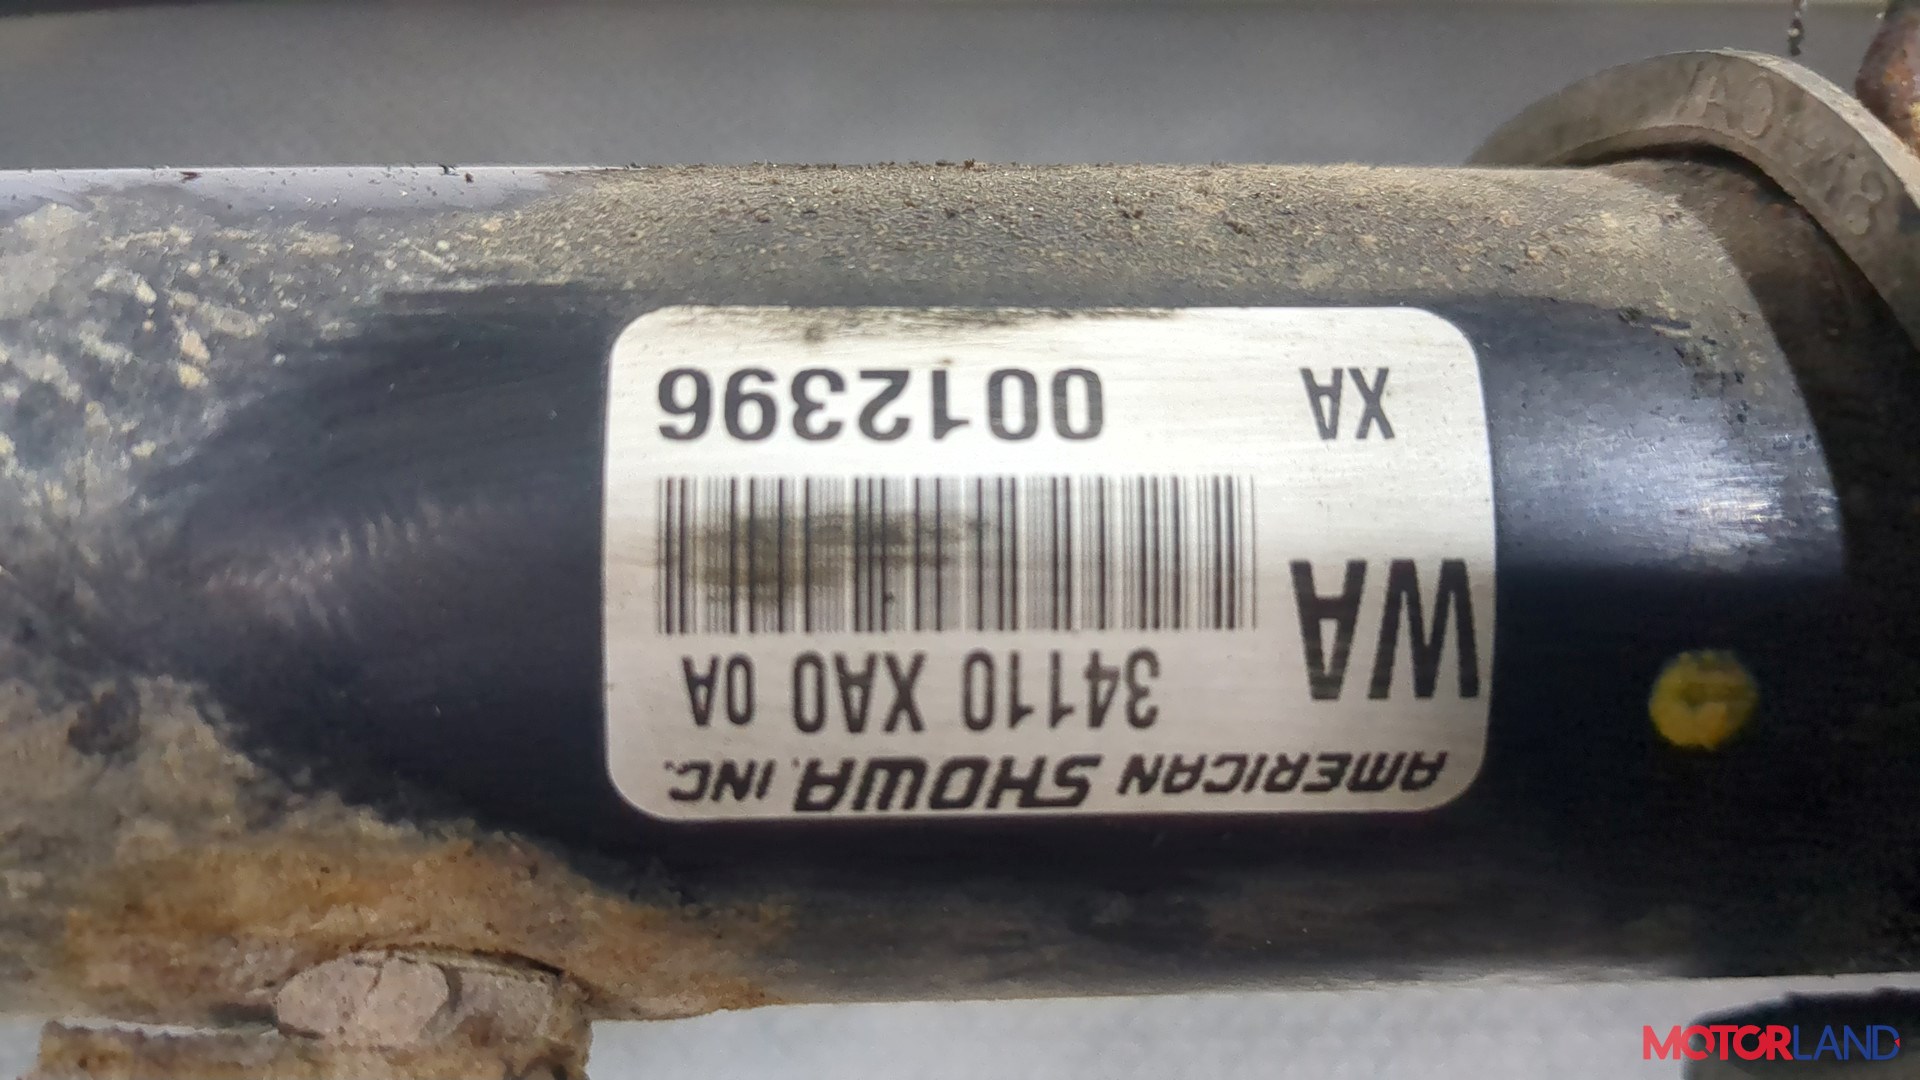 AMERICAN SHOWA, INC.
34110 XA0 0A
WA
XA 0012396
MOTORLAND